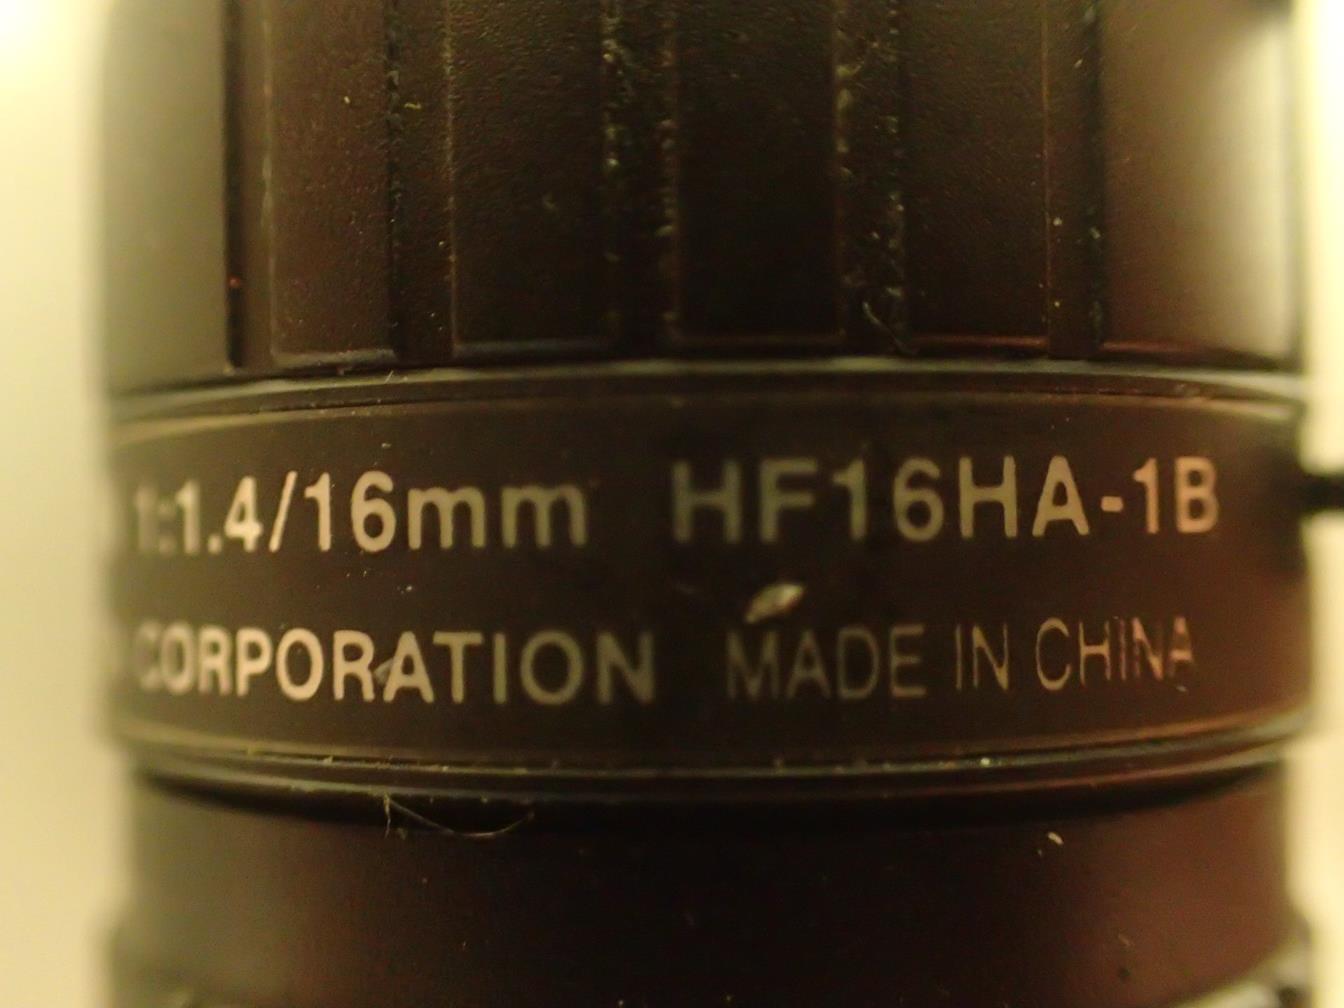 1:1.4/16mm HF16HA-1B
CORPORATION MADE IN CHINA